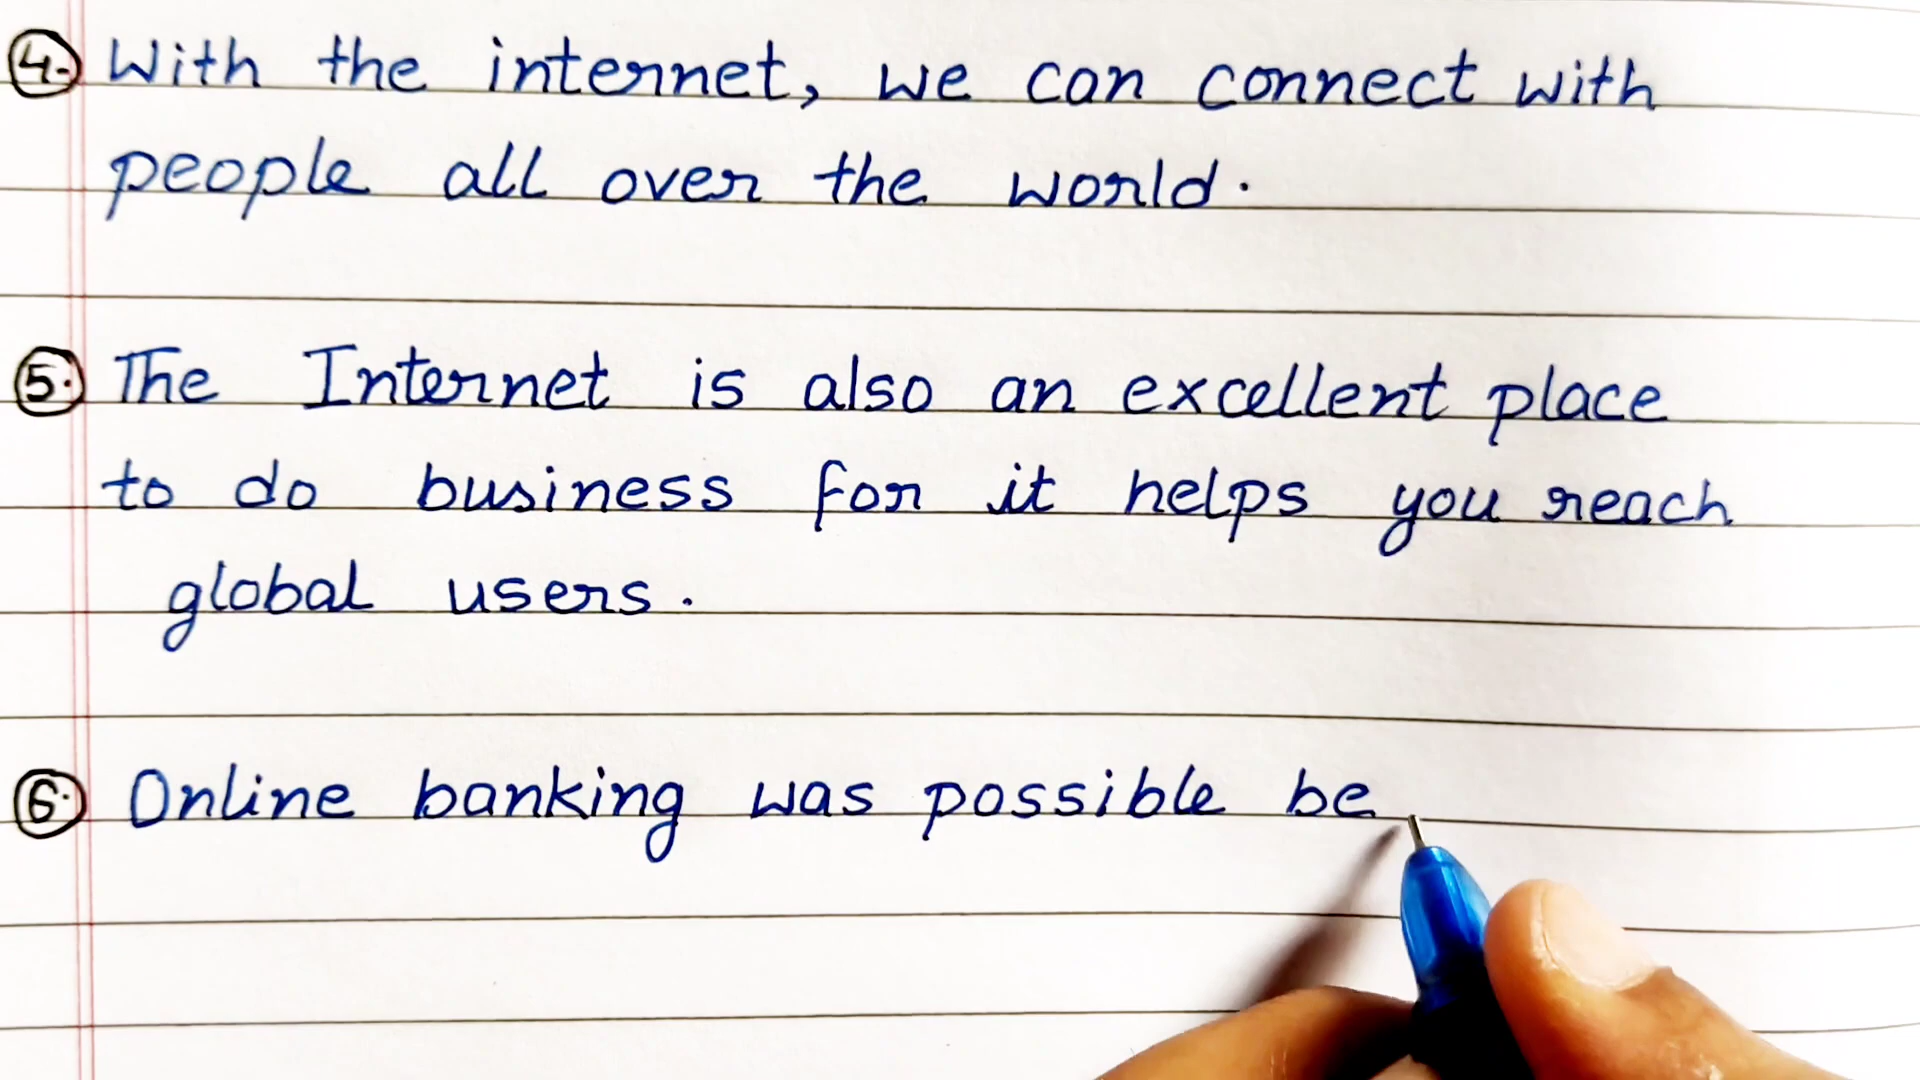 4. With the internet, we can connect with
people all over the world.
5. The Internet is also an excellent place
to do business for it helps you reach
global users.
6. Online banking was possible be